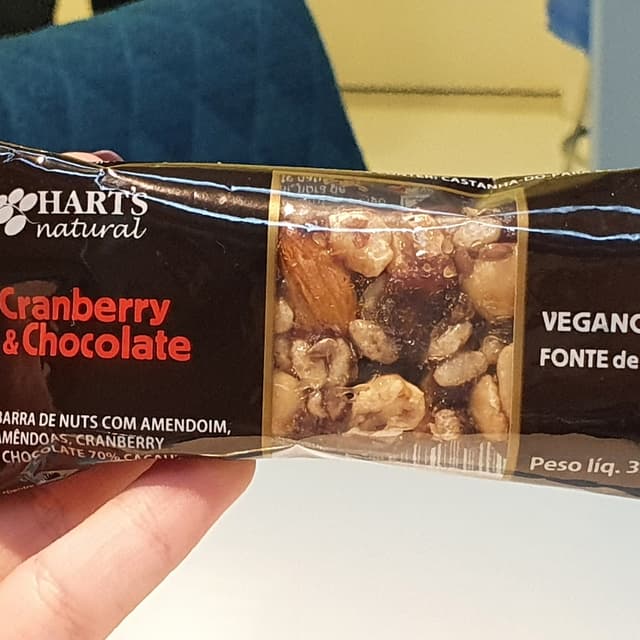 HART'S
natural
Cranberry
& Chocolate
BARRA DE NUTS COM AMENDOIM,
AMÊNDOAS, CRANBERRY
CHOCOLATE 70% CACAU
CASTANHA-DO-PARÁ
VEGANO
FONTE de
Peso líq. 3